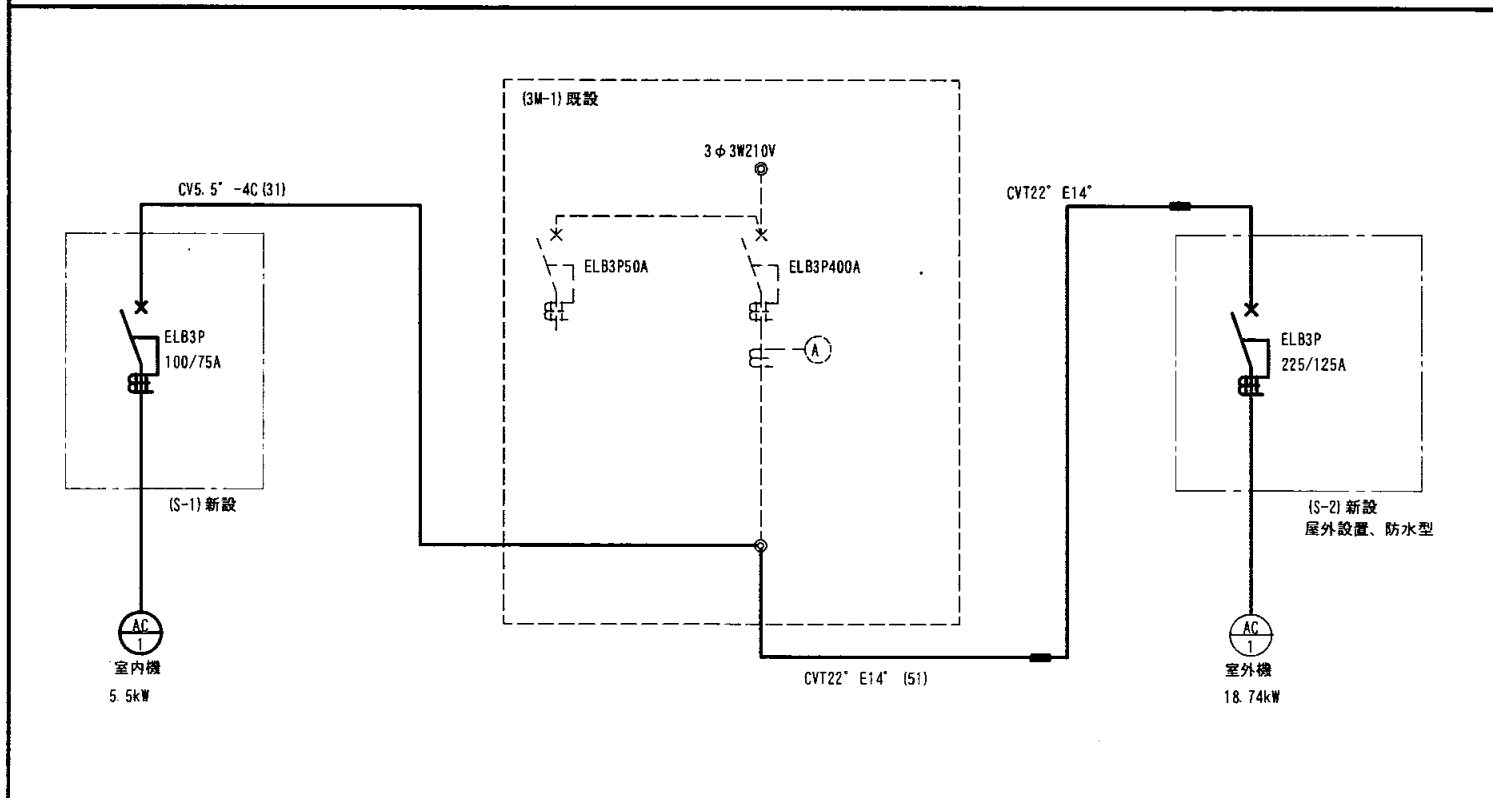 (3M-1) 既設
3φ3W210V
CV5.5° -4C (31)
CVT22° E14°
ELB3P50A
ELB3P400A
A
ELB3P
100/75A
ELB3P
225/125A
(S-1) 新設
(S-2) 新設
屋外設置、防水型
AC
1
室内機
5.5kW
CVT22° E14° (51)
AC
1
室外機
18.74kW